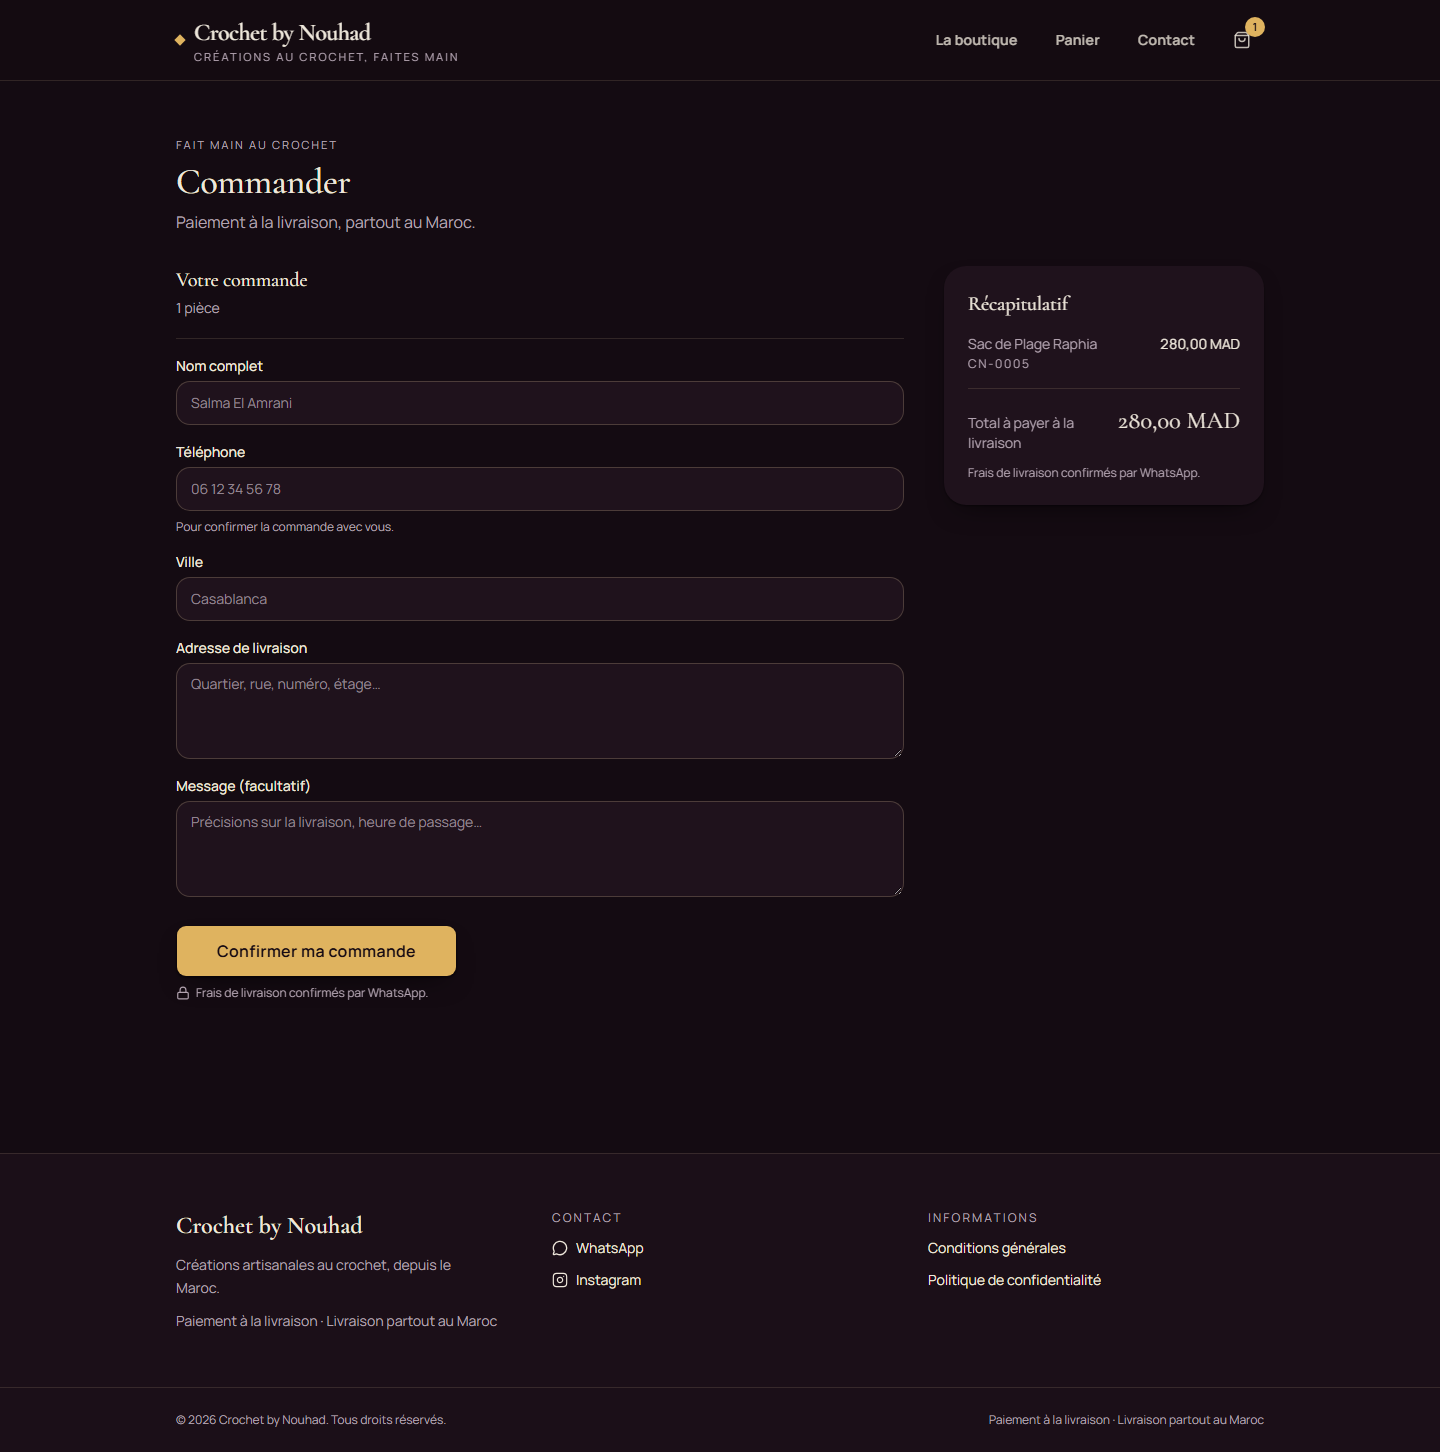 Crochet by Nouhad
CRÉATIONS AU CROCHET, FAITES MAIN
La boutique
Panier
Contact
1
FAIT MAIN AU CROCHET
Commander
Paiement à la livraison, partout au Maroc.
Votre commande
1 pièce
Nom complet
Salma El Amrani
Téléphone
06 12 34 56 78
Pour confirmer la commande avec vous.
Ville
Casablanca
Adresse de livraison
Quartier, rue, numéro, étage…
Message (facultatif)
Précisions sur la livraison, heure de passage…
Confirmer ma commande
Frais de livraison confirmés par WhatsApp.
Récapitulatif
Sac de Plage Raphia 280,00 MAD
CN-0005
Total à payer à la 280,00 MAD
livraison
Frais de livraison confirmés par WhatsApp.
Crochet by Nouhad
Créations artisanales au crochet, depuis le
Maroc.
Paiement à la livraison · Livraison partout au Maroc
CONTACT
WhatsApp
Instagram
INFORMATIONS
Conditions générales
Politique de confidentialité
© 2026 Crochet by Nouhad. Tous droits réservés.
Paiement à la livraison · Livraison partout au Maroc